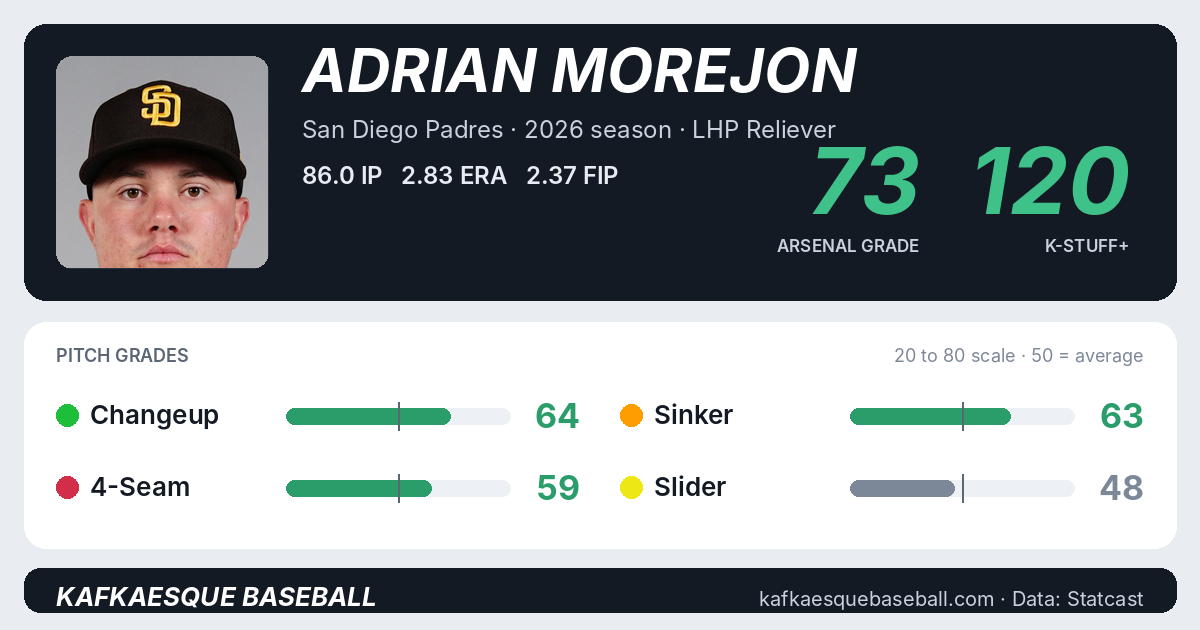 SD
ADRIAN MOREJON
San Diego Padres · 2026 season · LHP Reliever
86.0 IP 2.83 ERA 2.37 FIP
73 120
ARSENAL GRADE K-STUFF+
PITCH GRADES 20 to 80 scale · 50 = average
Changeup 64 Sinker 63
4-Seam 59 Slider 48
KAFKAESQUE BASEBALL kafkaesquebaseball.com · Data: Statcast